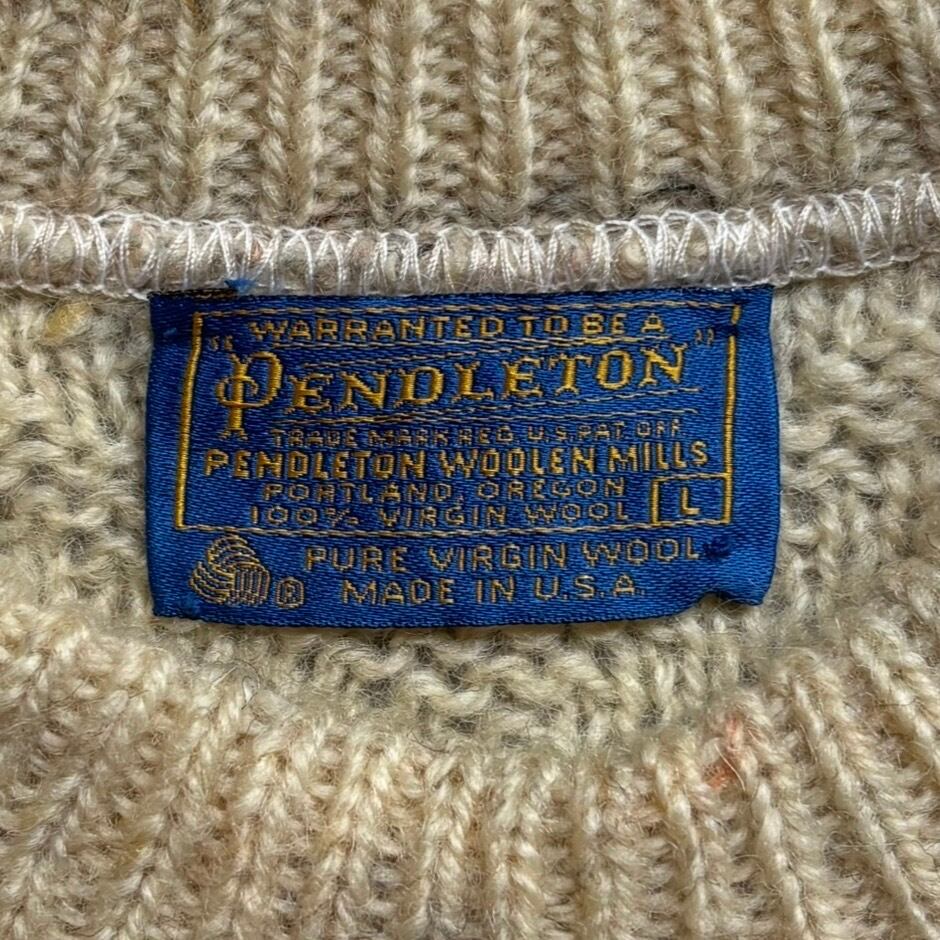 WARRANTED TO BE A
"PENDLETON"
TRADE MARK REG. U.S. PAT. OFF.
PENDLETON WOOLEN MILLS
PORTLAND, OREGON
100% VIRGIN WOOL L
PURE VIRGIN WOOL
® MADE IN U.S.A.